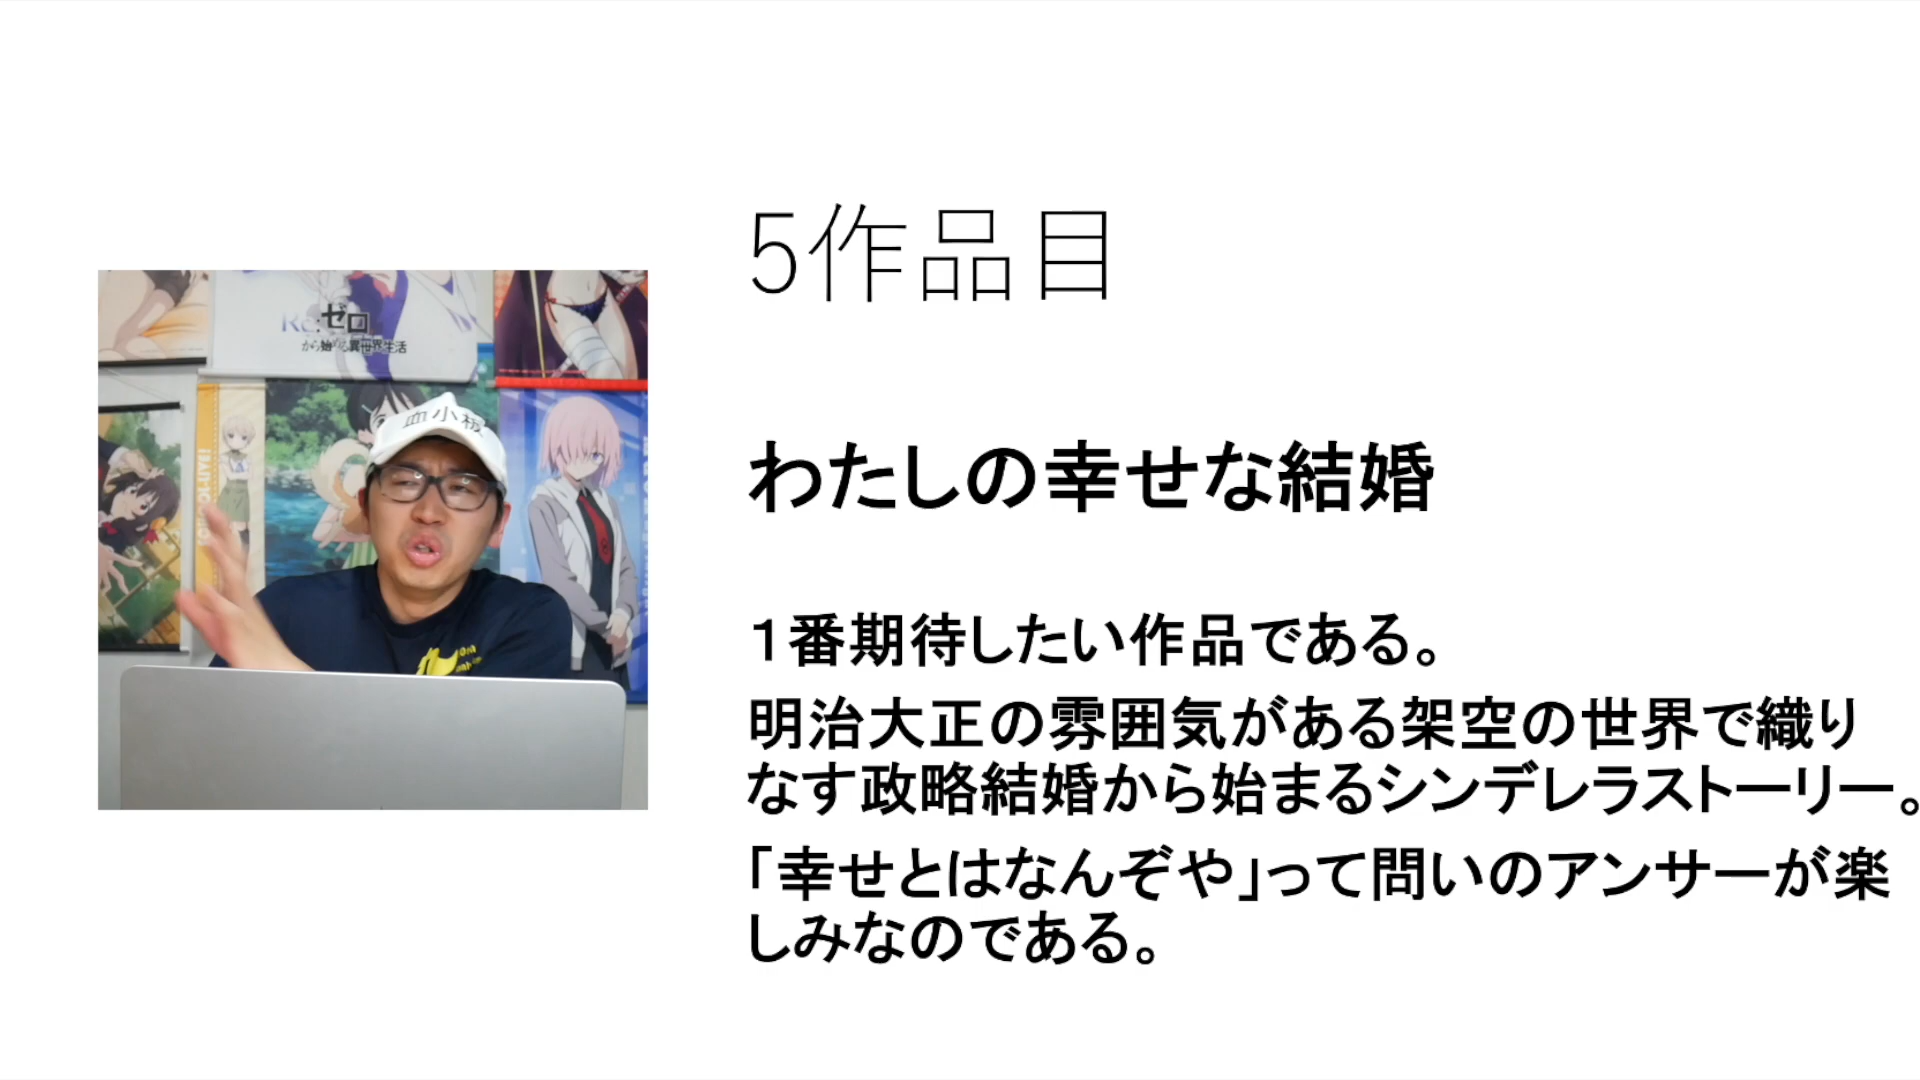 5作品目
わたしの幸せな結婚
１番期待したい作品である。
明治大正の雰囲気がある架空の世界で織り
なす政略結婚から始まるシンデレラストーリー。
「幸せとはなんぞや」って問いのアンサーが楽
しみなのである。
Re:ゼロ
から始める異世界生活
血小板